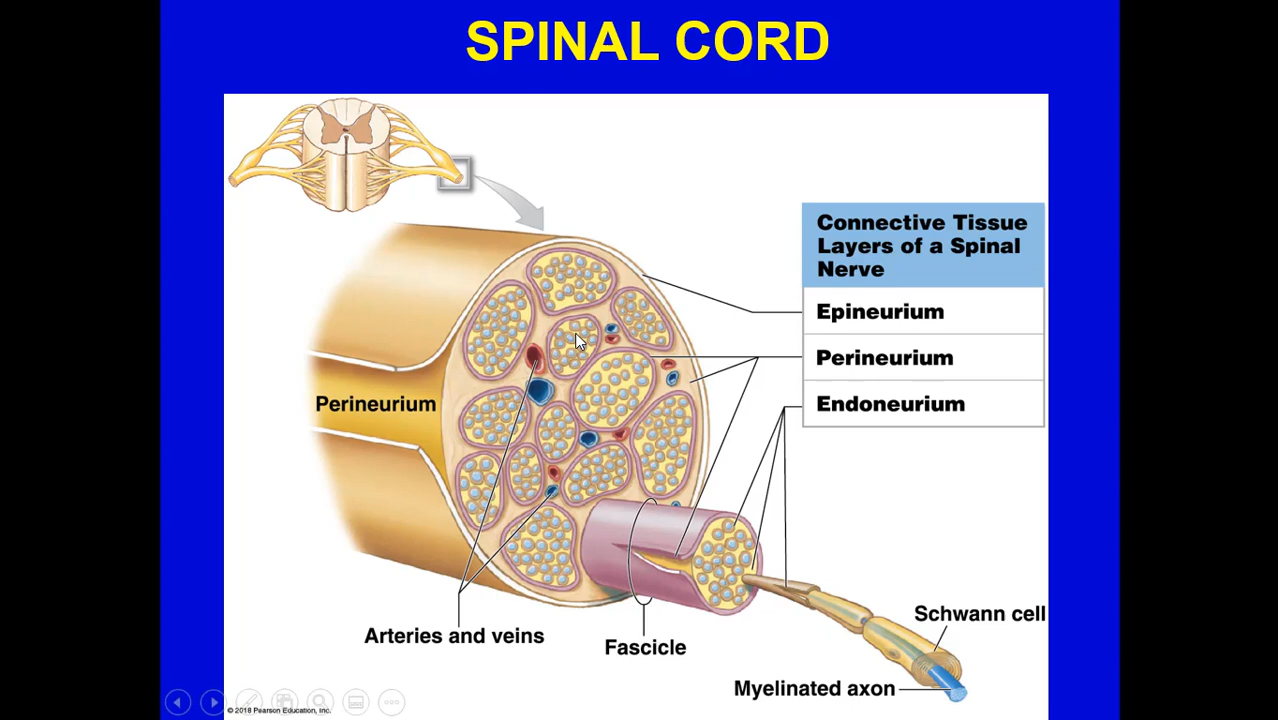 SPINAL CORD
Connective Tissue
Layers of a Spinal
Nerve
Epineurium
Perineurium
Endoneurium
Perineurium
Schwann cell
Arteries and veins
Fascicle
Myelinated axon
© 2018 Pearson Education, Inc.